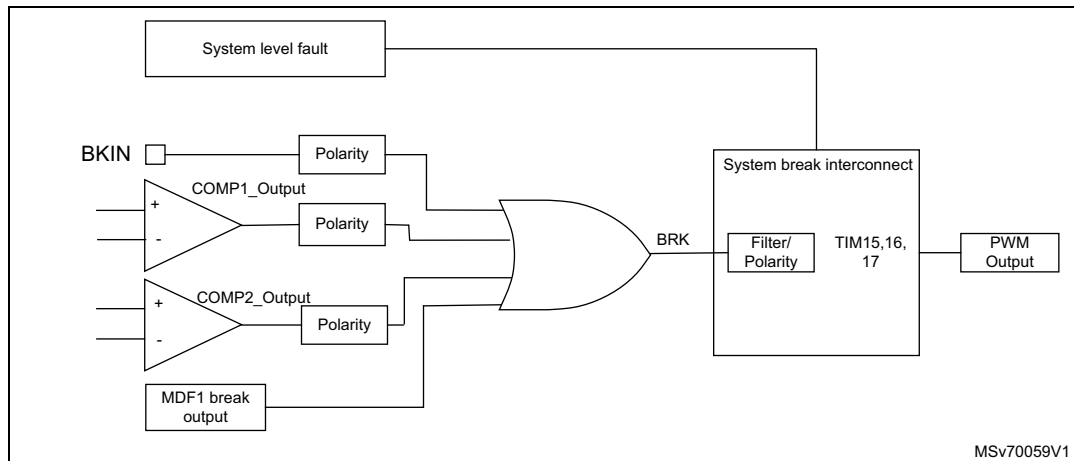 System level fault
BKIN
Polarity
System break interconnect
COMP1_Output
+
-
Polarity
BRK
Filter/
Polarity
TIM15,16,
17
PWM
Output
COMP2_Output
+
-
Polarity
MDF1 break
output
MSv70059V1